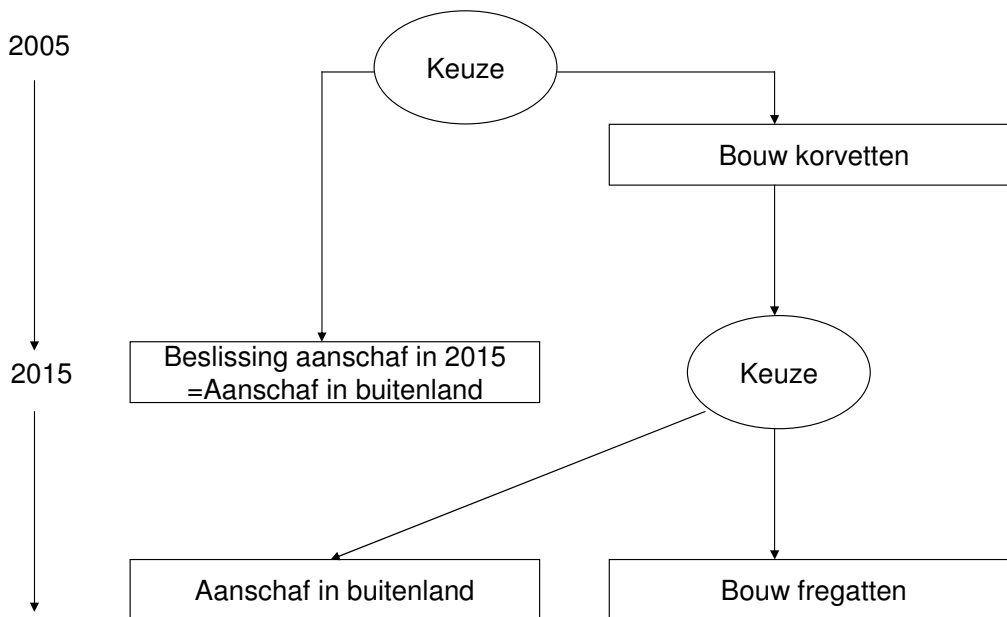 2005
Keuze
Bouw korvetten
2015
Beslissing aanschaf in 2015
=Aanschaf in buitenland
Keuze
Aanschaf in buitenland
Bouw fregatten